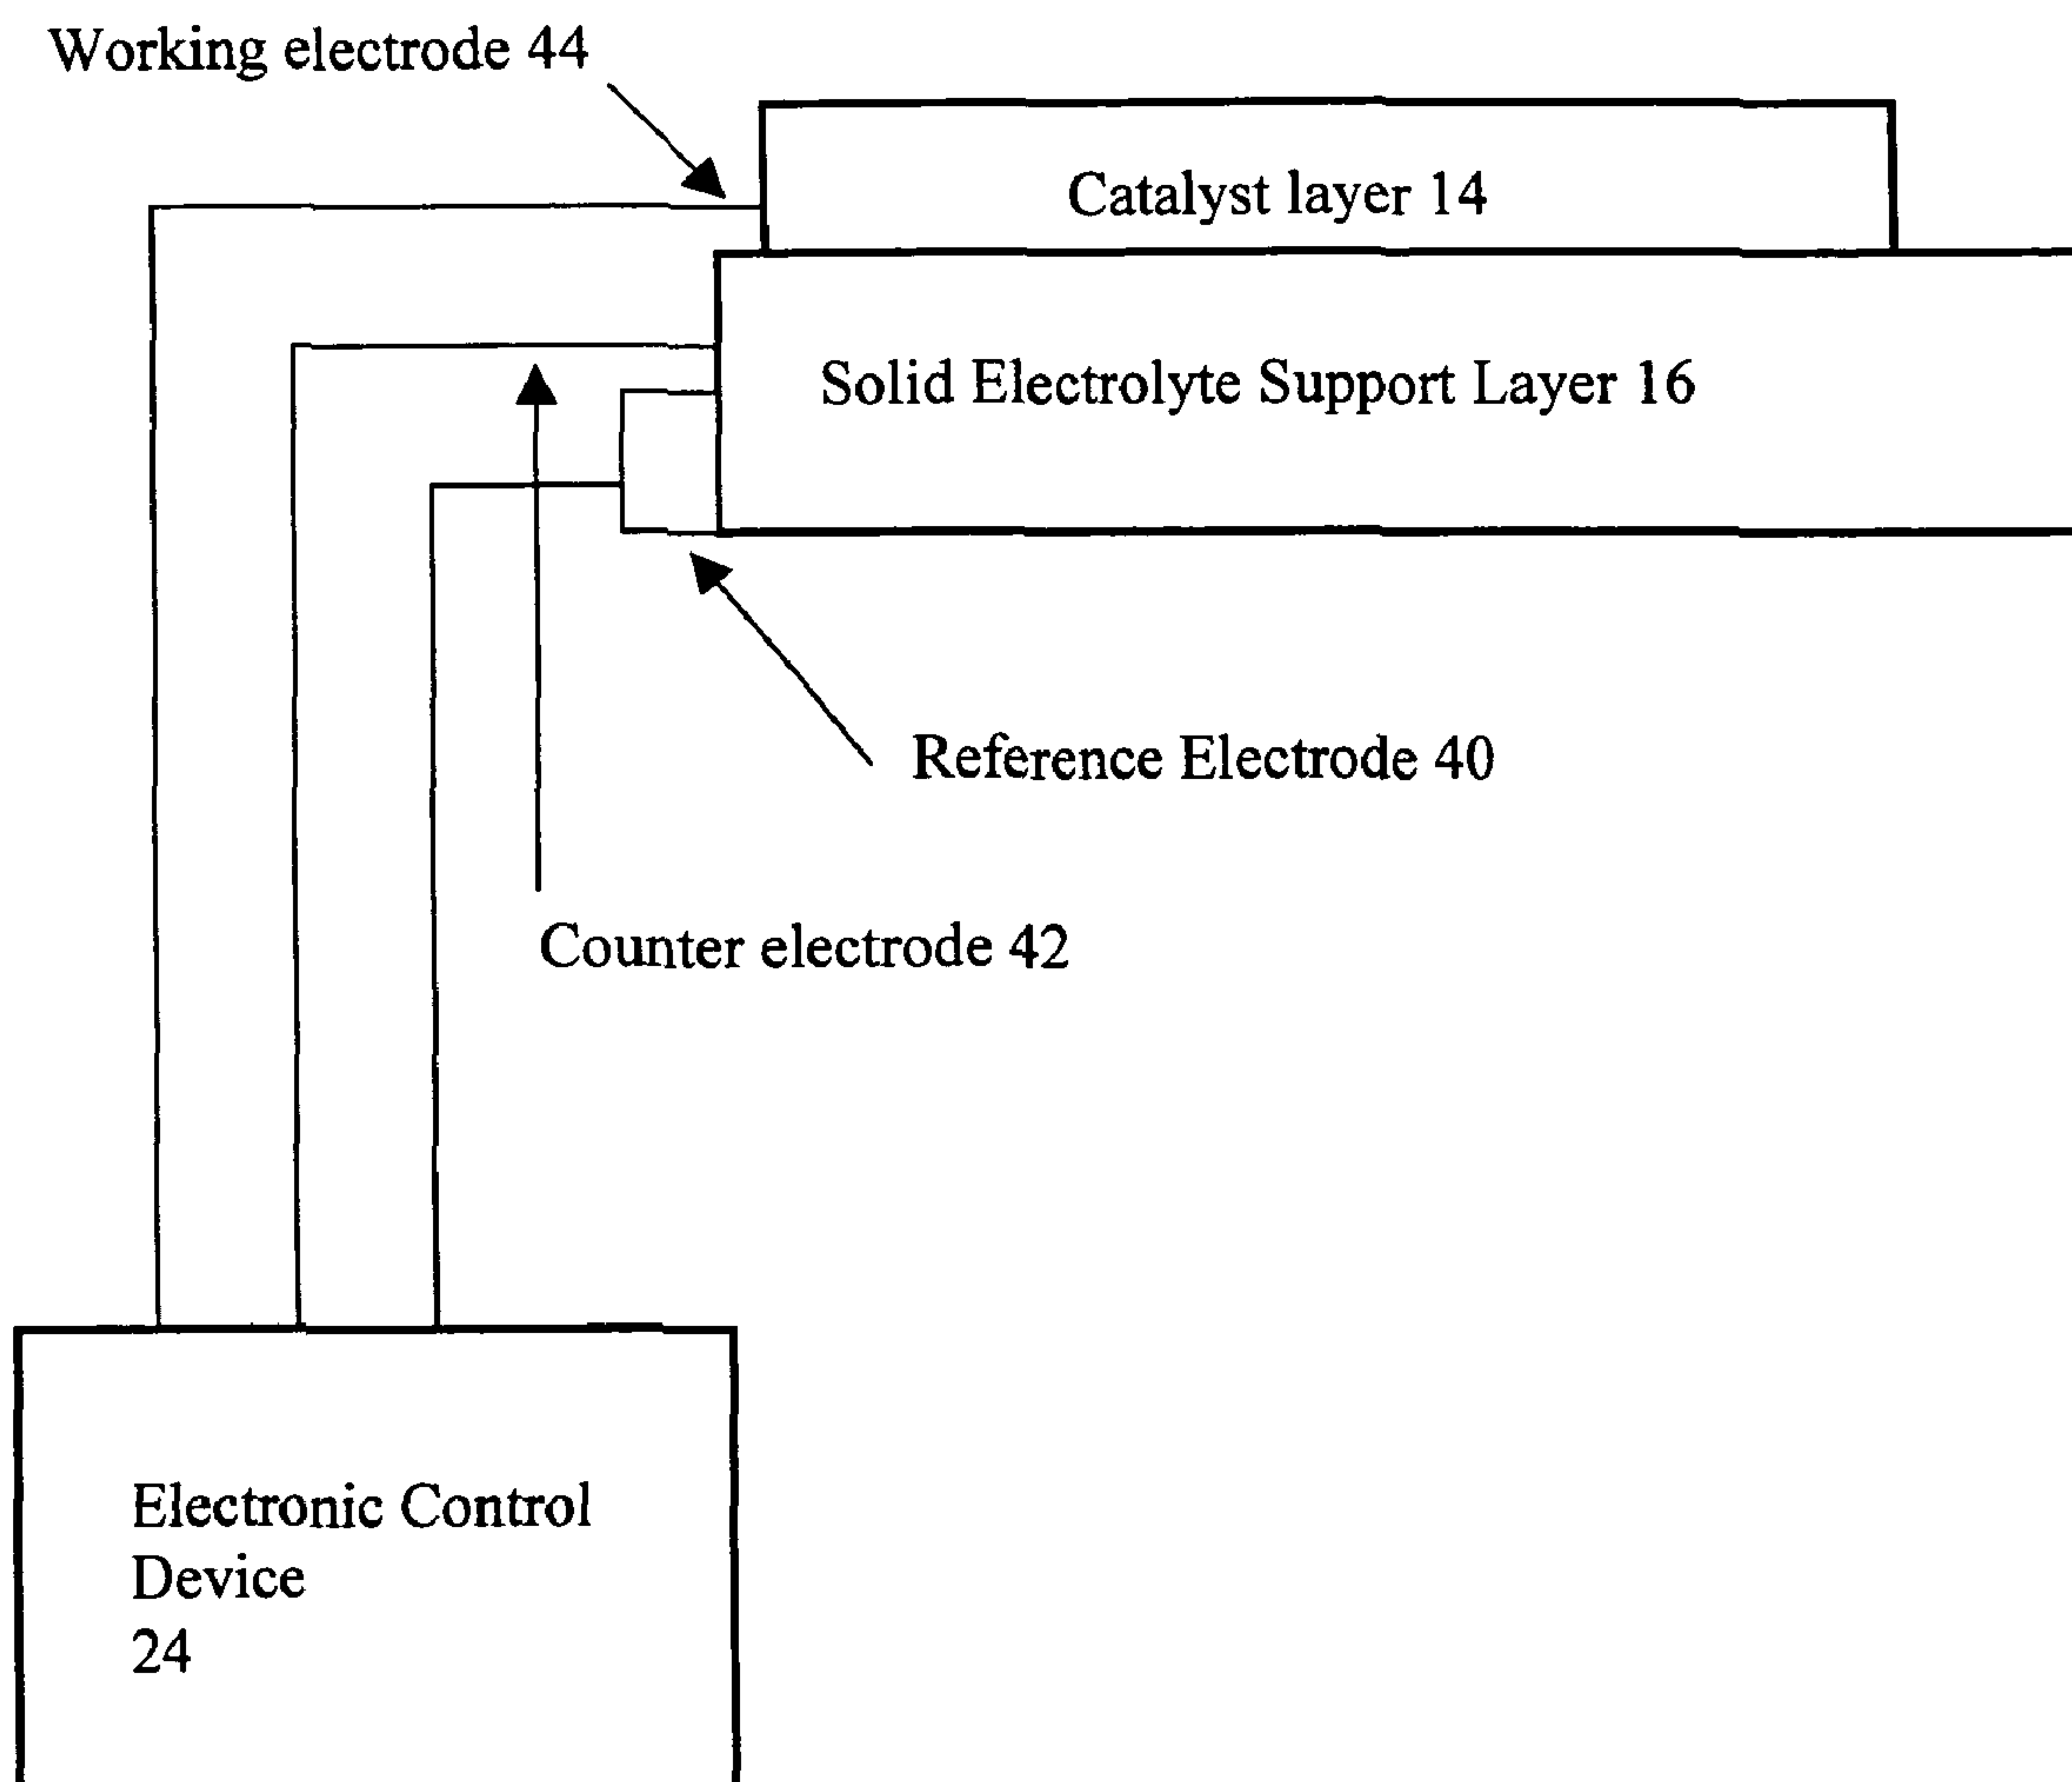 Working electrode 44
Catalyst layer 14
Solid Electrolyte Support Layer 16
Reference Electrode 40
Counter electrode 42
Electronic Control
Device
24